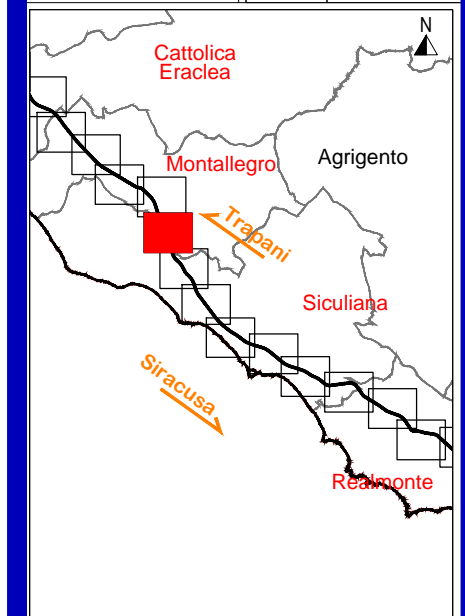 N
Cattolica
Eraclea
Montallegro
Agrigento
Trapani
Siculiana
Siracusa
Realmonte